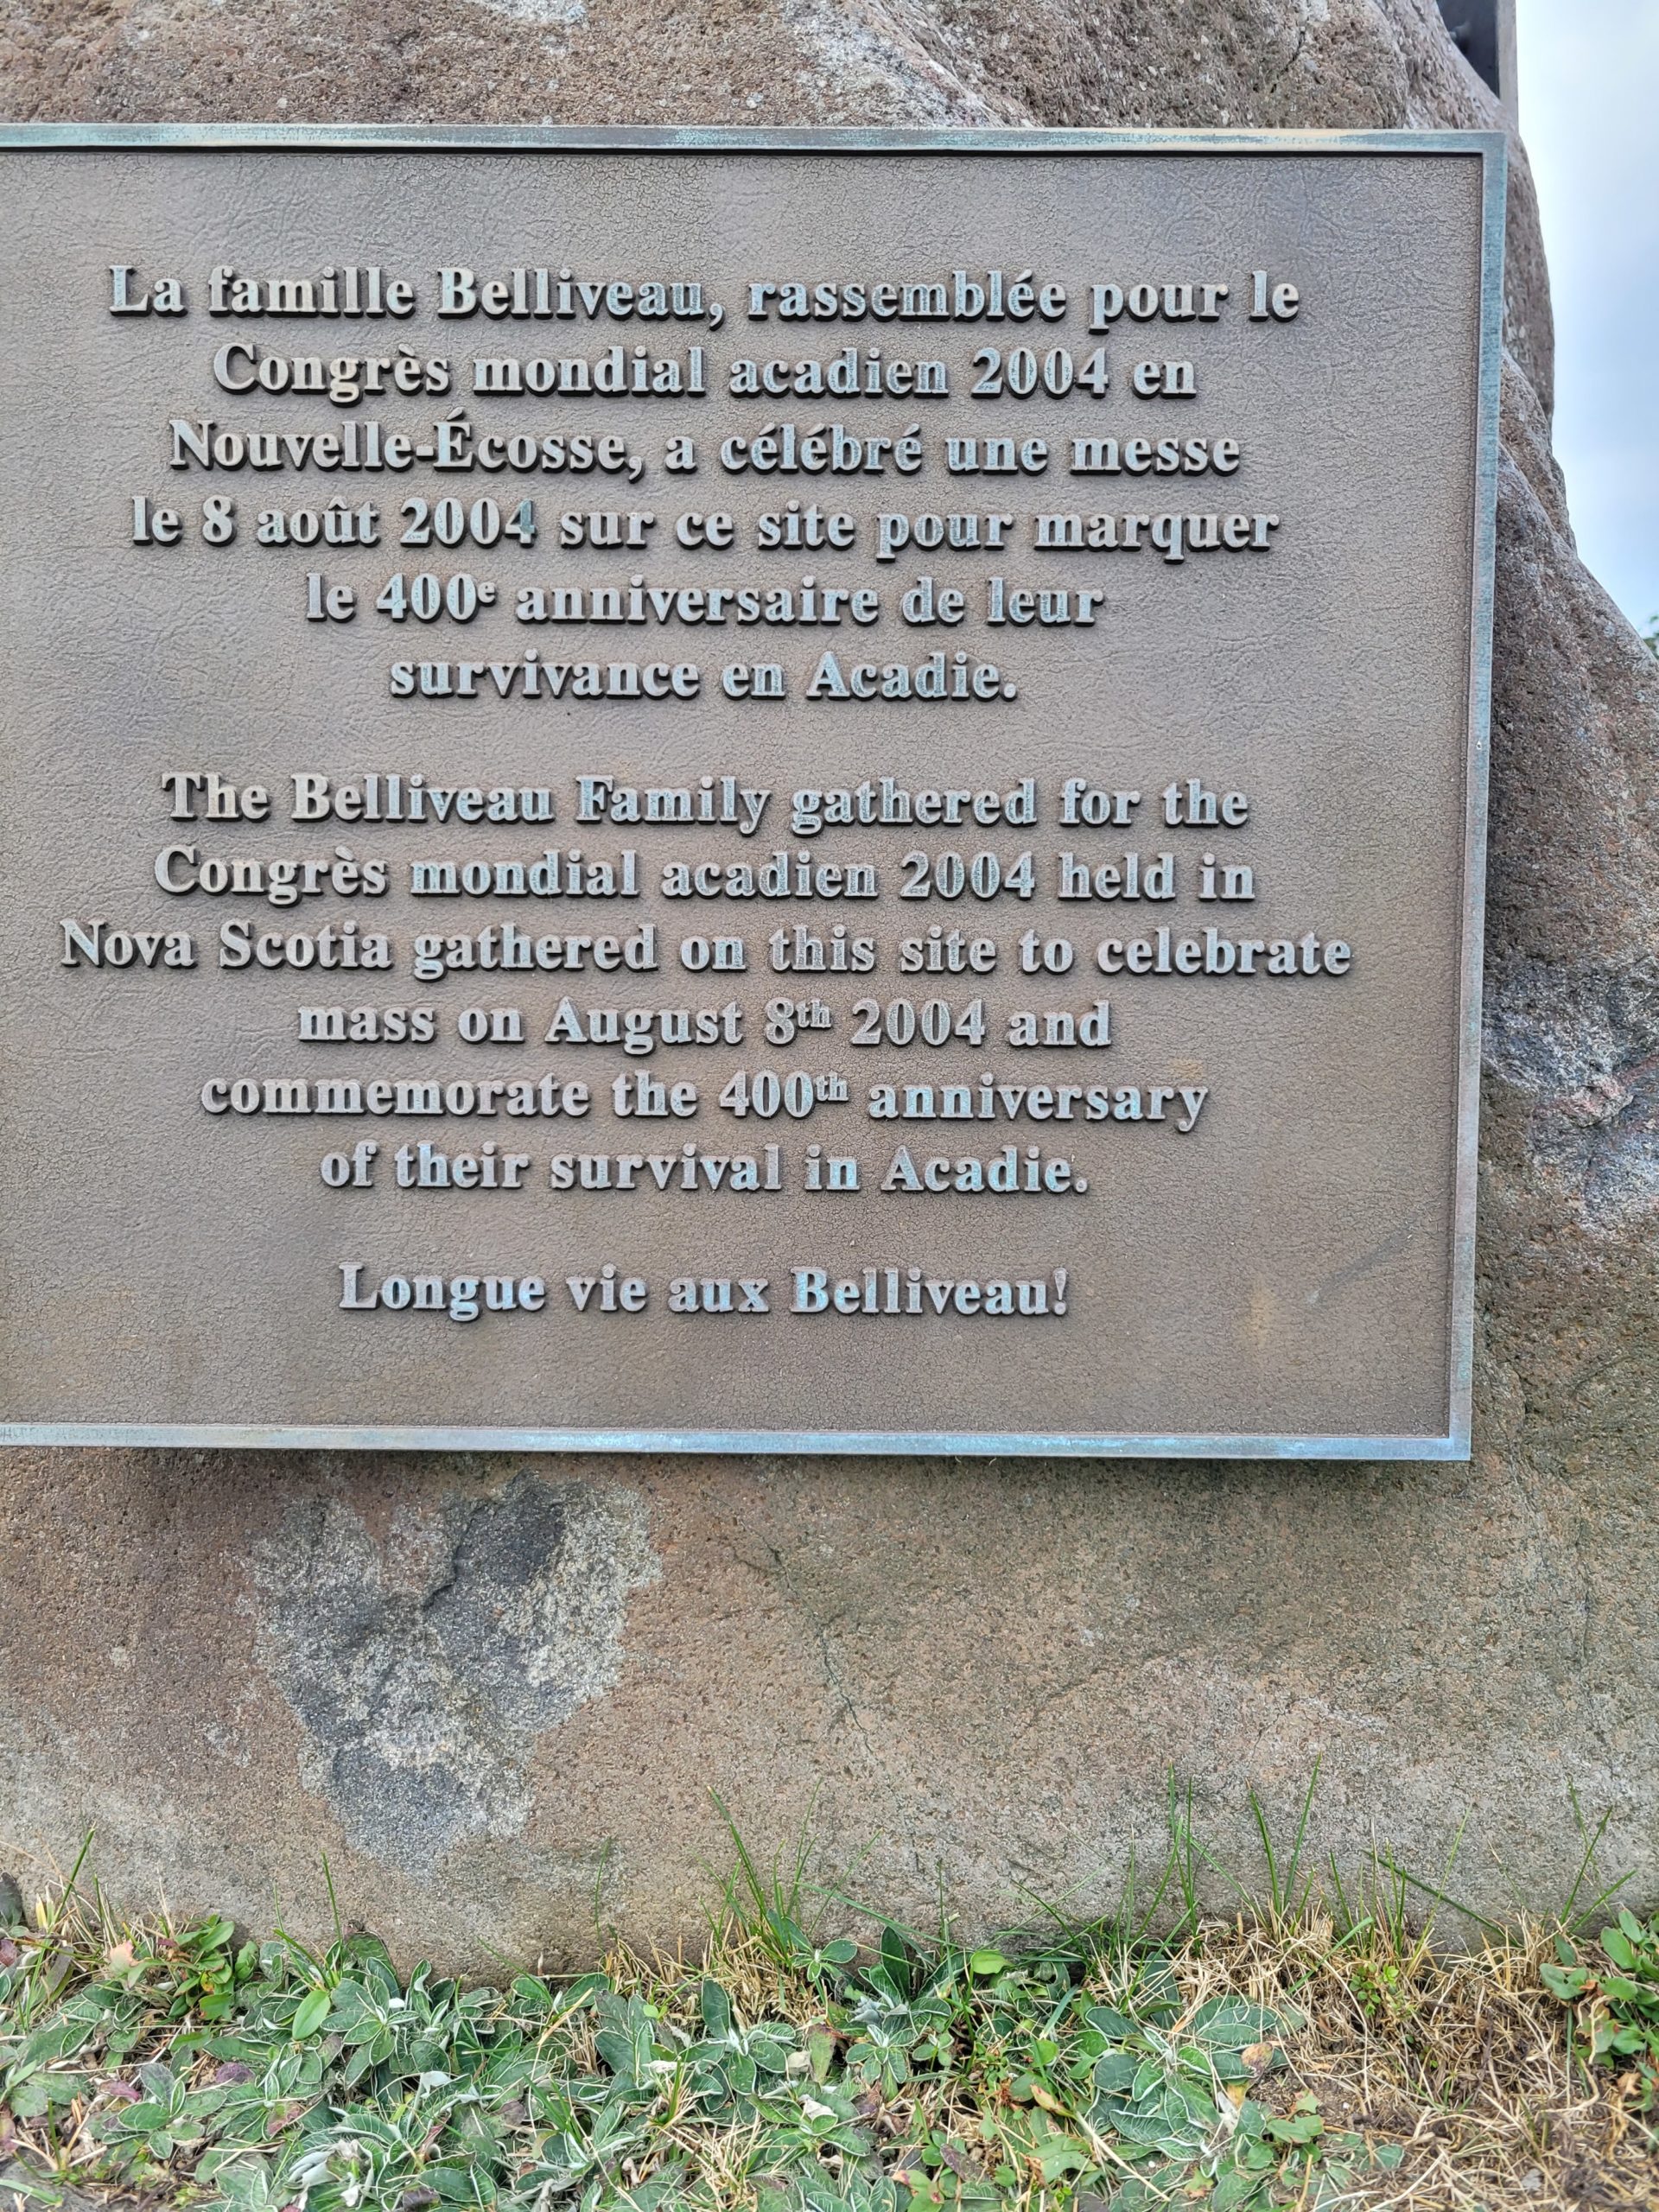 La famille Belliveau, rassemblée pour le
Congrès mondial acadien 2004 en
Nouvelle-Écosse, a célébré une messe
le 8 août 2004 sur ce site pour marquer
le 400e anniversaire de leur
survivance en Acadie.
The Belliveau Family gathered for the
Congrès mondial acadien 2004 held in
Nova Scotia gathered on this site to celebrate
mass on August 8th 2004 and
commemorate the 400th anniversary
of their survival in Acadie.
Longue vie aux Belliveau!